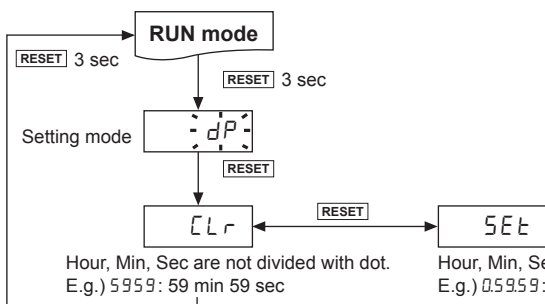 RUN mode
RESET 3 sec
RESET 3 sec
Setting mode
dP
RESET
RESET
CLr
SEt
Hour, Min, Sec are not divided with dot.
E.g.) 5959: 59 min 59 sec
Hour, Min, Se
E.g.) 0.59.59: